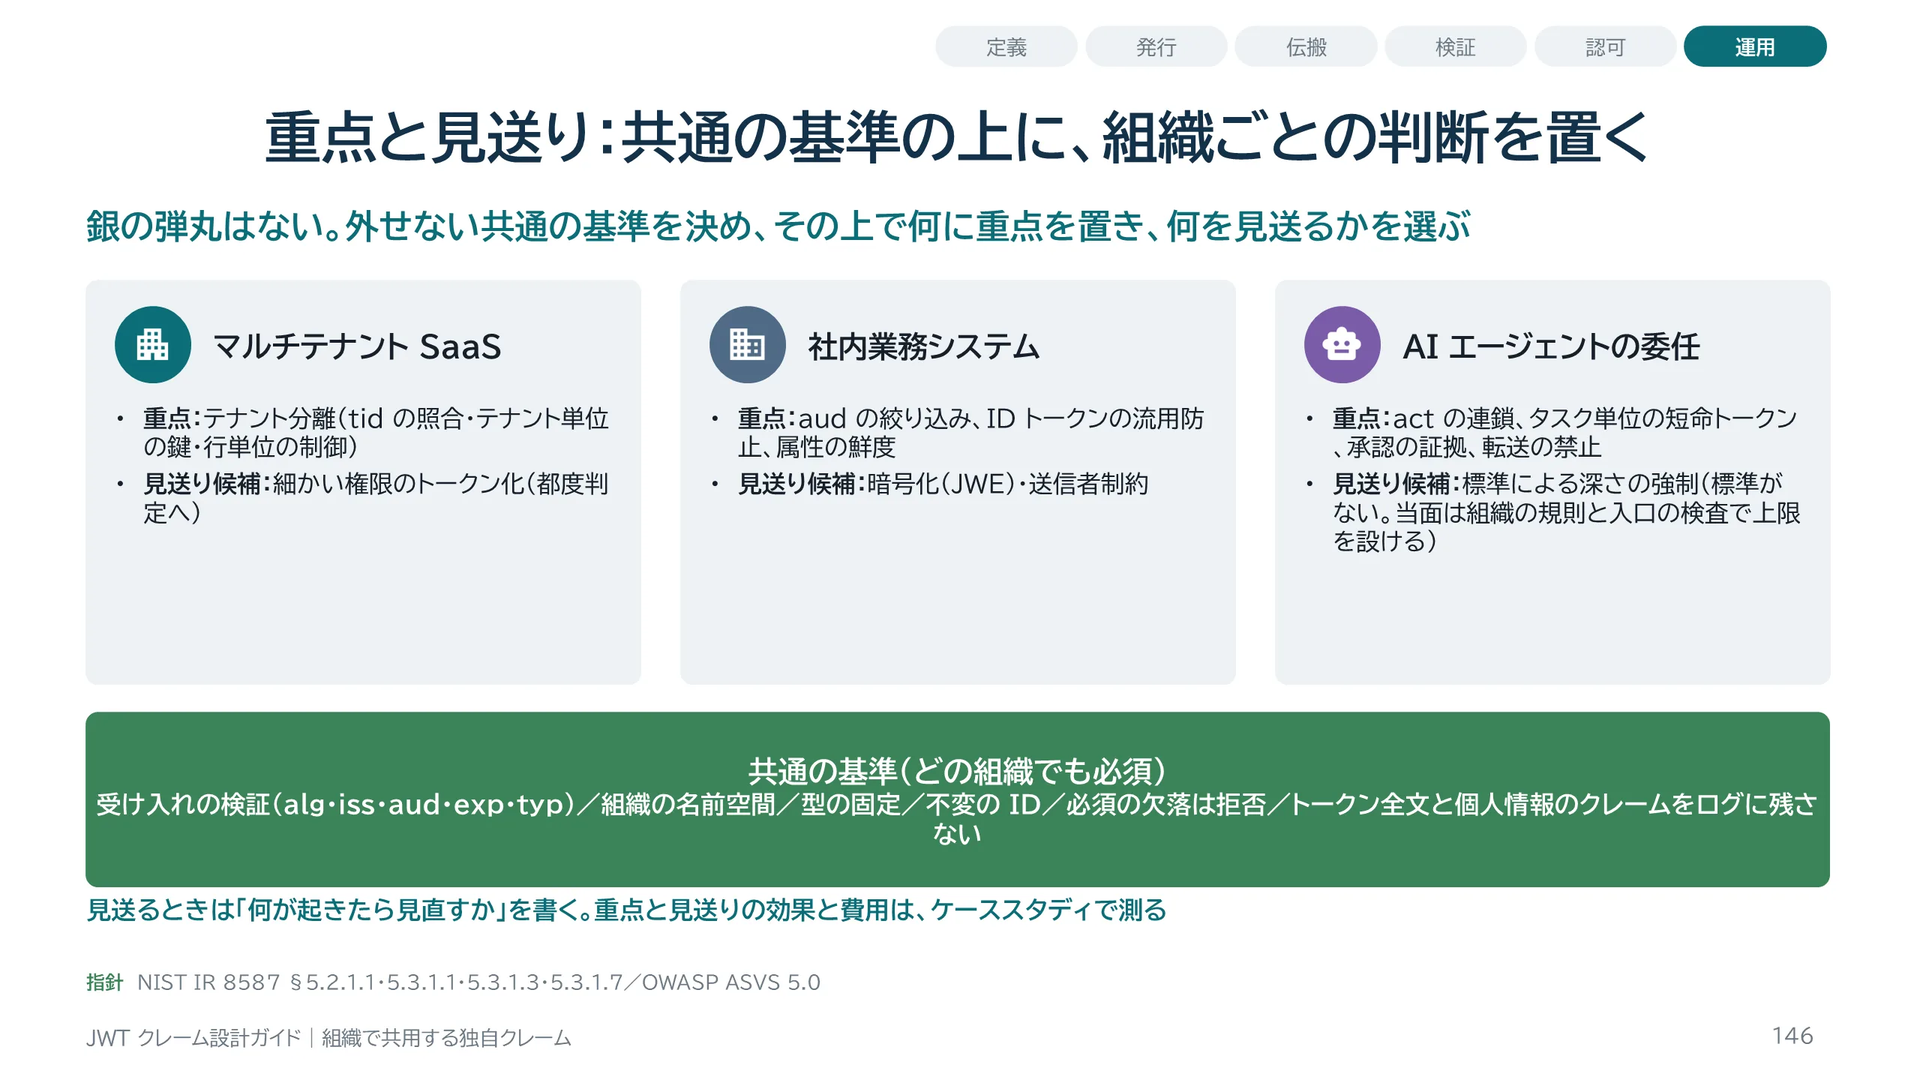 定義
発行
伝搬
検証
認可
運用
重点と見送り：共通の基準の上に、組織ごとの判断を置く
銀の弾丸はない。外せない共通の基準を決め、その上で何に重点を置き、何を見送るかを選ぶ
マルチテナント SaaS
• 重点：テナント分離（tid の照合・テナント単位
の鍵・行単位の制御）
• 見送り候補：細かい権限のトークン化（都度判
定へ）
社内業務システム
• 重点：aud の絞り込み、ID トークンの流用防
止、属性の鮮度
• 見送り候補：暗号化（JWE）・送信者制約
AI エージェントの委任
• 重点：act の連鎖、タスク単位の短命トークン
、承認の証拠、転送の禁止
• 見送り候補：標準による深さの強制（標準が
ない。当面は組織の規則と入口の検査で上限
を設ける）
共通の基準（どの組織でも必須）
受け入れの検証（alg・iss・aud・exp・typ）／組織の名前空間／型の固定／不変の ID／必須の欠落は拒否／トークン全文と個人情報のクレームをログに残さ
ない
見送るときは「何が起きたら見直すか」を書く。重点と見送りの効果と費用は、ケーススタディで測る
指針 NIST IR 8587 §5.2.1.1・5.3.1.1・5.3.1.3・5.3.1.7／OWASP ASVS 5.0
JWT クレーム設計ガイド｜組織で共用する独自クレーム
146